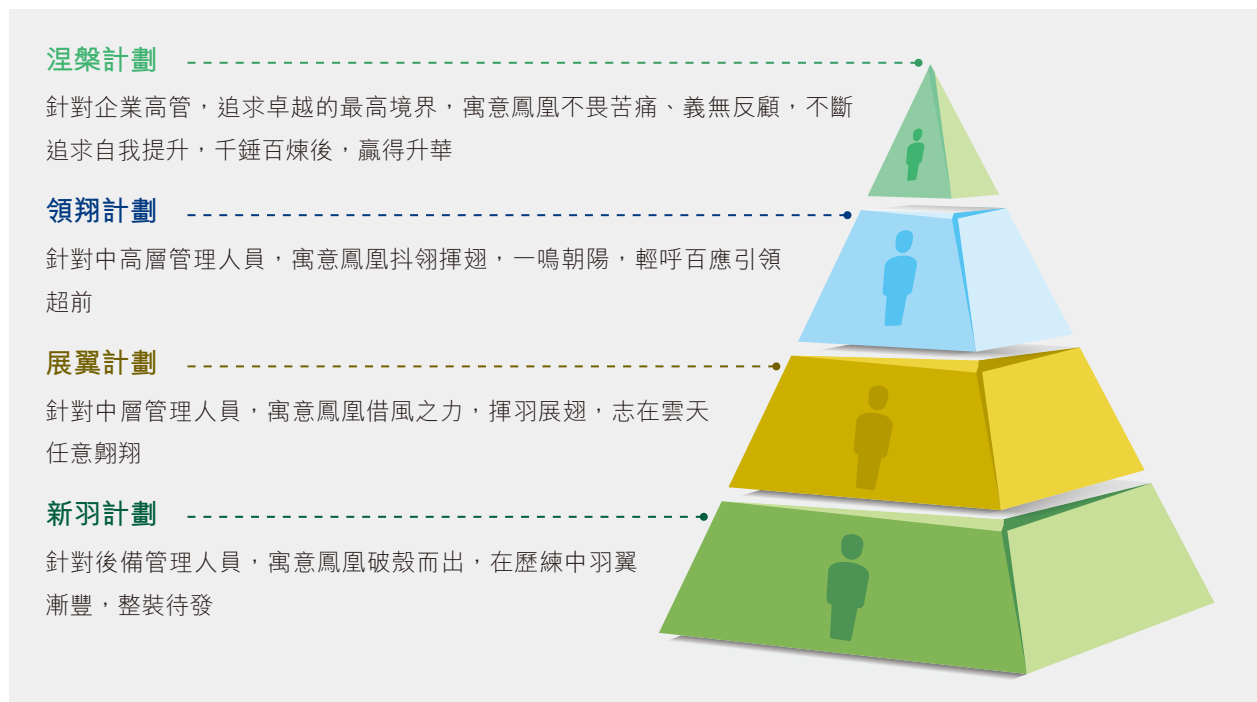 涅槃計劃
針對企業高管，追求卓越的最高境界，寓意鳳凰不畏苦痛、義無反顧，不斷
追求自我提升，千錘百煉後，贏得升華
領翔計劃
針對中高層管理人員，寓意鳳凰抖翎揮翅，一鳴朝陽，輕呼百應引領
超前
展翼計劃
針對中層管理人員，寓意鳳凰借風之力，揮羽展翅，志在雲天
任意翺翔
新羽計劃
針對後備管理人員，寓意鳳凰破殼而出，在歷練中羽翼
漸豐，整裝待發